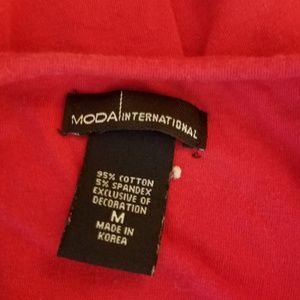 MODA|INTERNATIONAL
95% COTTON
5% SPANDEX
EXCLUSIVE OF
DECORATION
M
MADE IN
KOREA